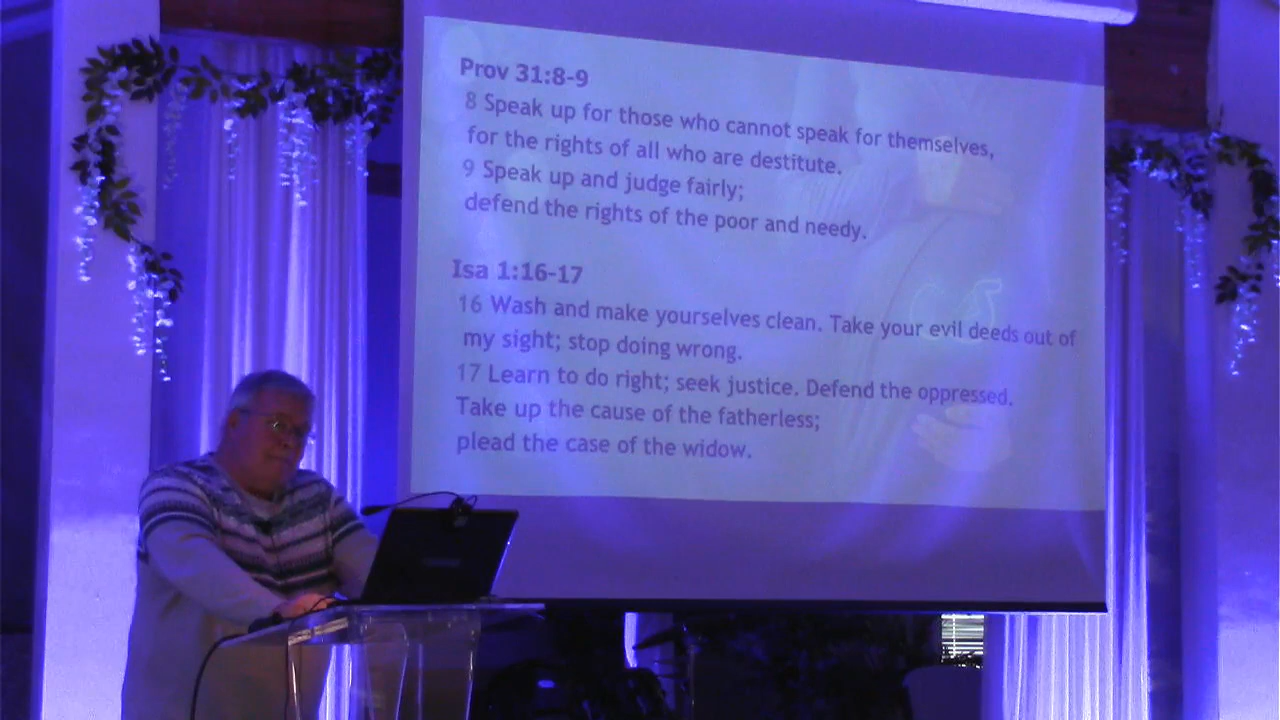 Prov 31:8-9
8 Speak up for those who cannot speak for themselves,
for the rights of all who are destitute.
9 Speak up and judge fairly;
defend the rights of the poor and needy.
Isa 1:16-17
16 Wash and make yourselves clean. Take your evil deeds out of
my sight; stop doing wrong.
17 Learn to do right; seek justice. Defend the oppressed.
Take up the cause of the fatherless;
plead the case of the widow.